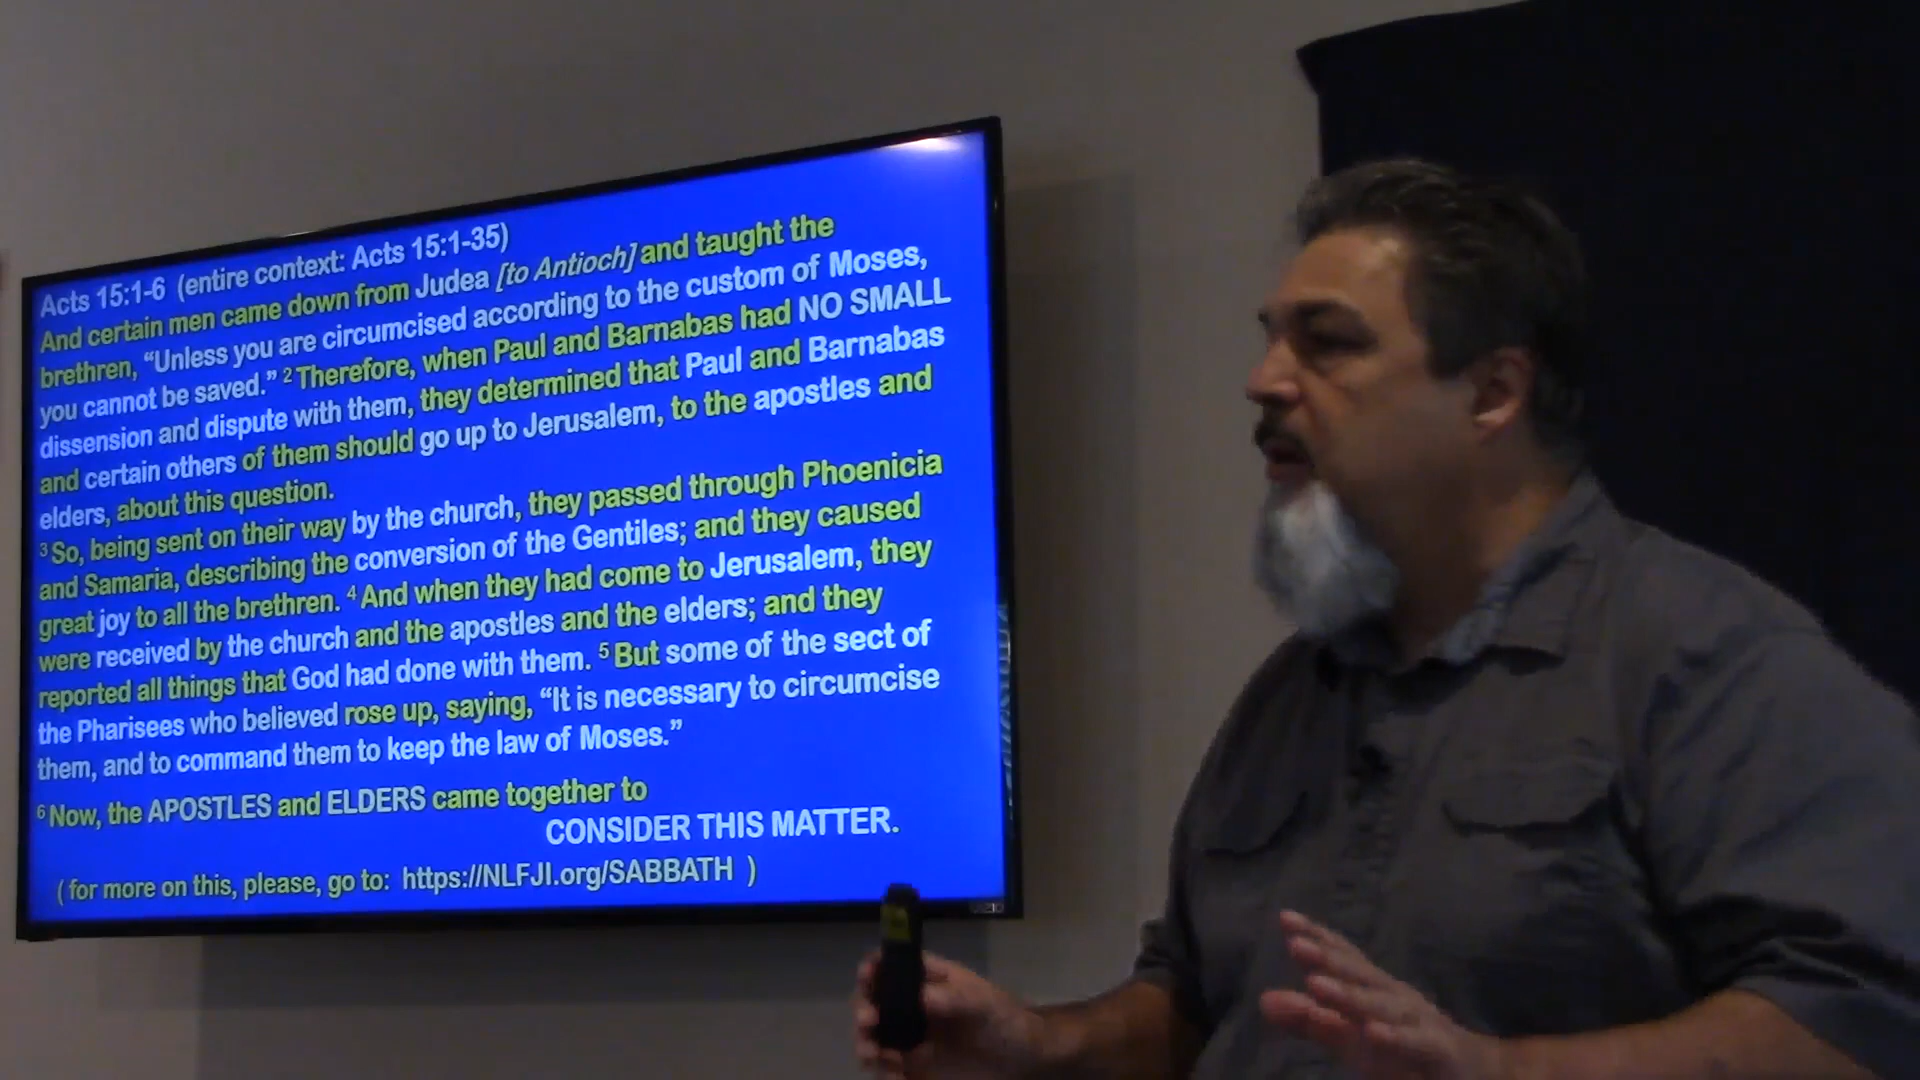 Acts 15:1-6 (entire context: Acts 15:1-35)
And certain men came down from Judea [to Antioch] and taught the
brethren, “Unless you are circumcised according to the custom of Moses,
you cannot be saved.” 2 Therefore, when Paul and Barnabas had NO SMALL
dissension and dispute with them, they determined that Paul and Barnabas
and certain others of them should go up to Jerusalem, to the apostles and
elders, about this question.
3 So, being sent on their way by the church, they passed through Phoenicia
and Samaria, describing the conversion of the Gentiles; and they caused
great joy to all the brethren. 4 And when they had come to Jerusalem, they
were received by the church and the apostles and the elders; and they
reported all things that God had done with them. 5 But some of the sect of
the Pharisees who believed rose up, saying, “It is necessary to circumcise
them, and to command them to keep the law of Moses.”
6 Now, the APOSTLES and ELDERS came together to
CONSIDER THIS MATTER.
( for more on this, please, go to: https://NLFJI.org/SABBATH )
VIZIO